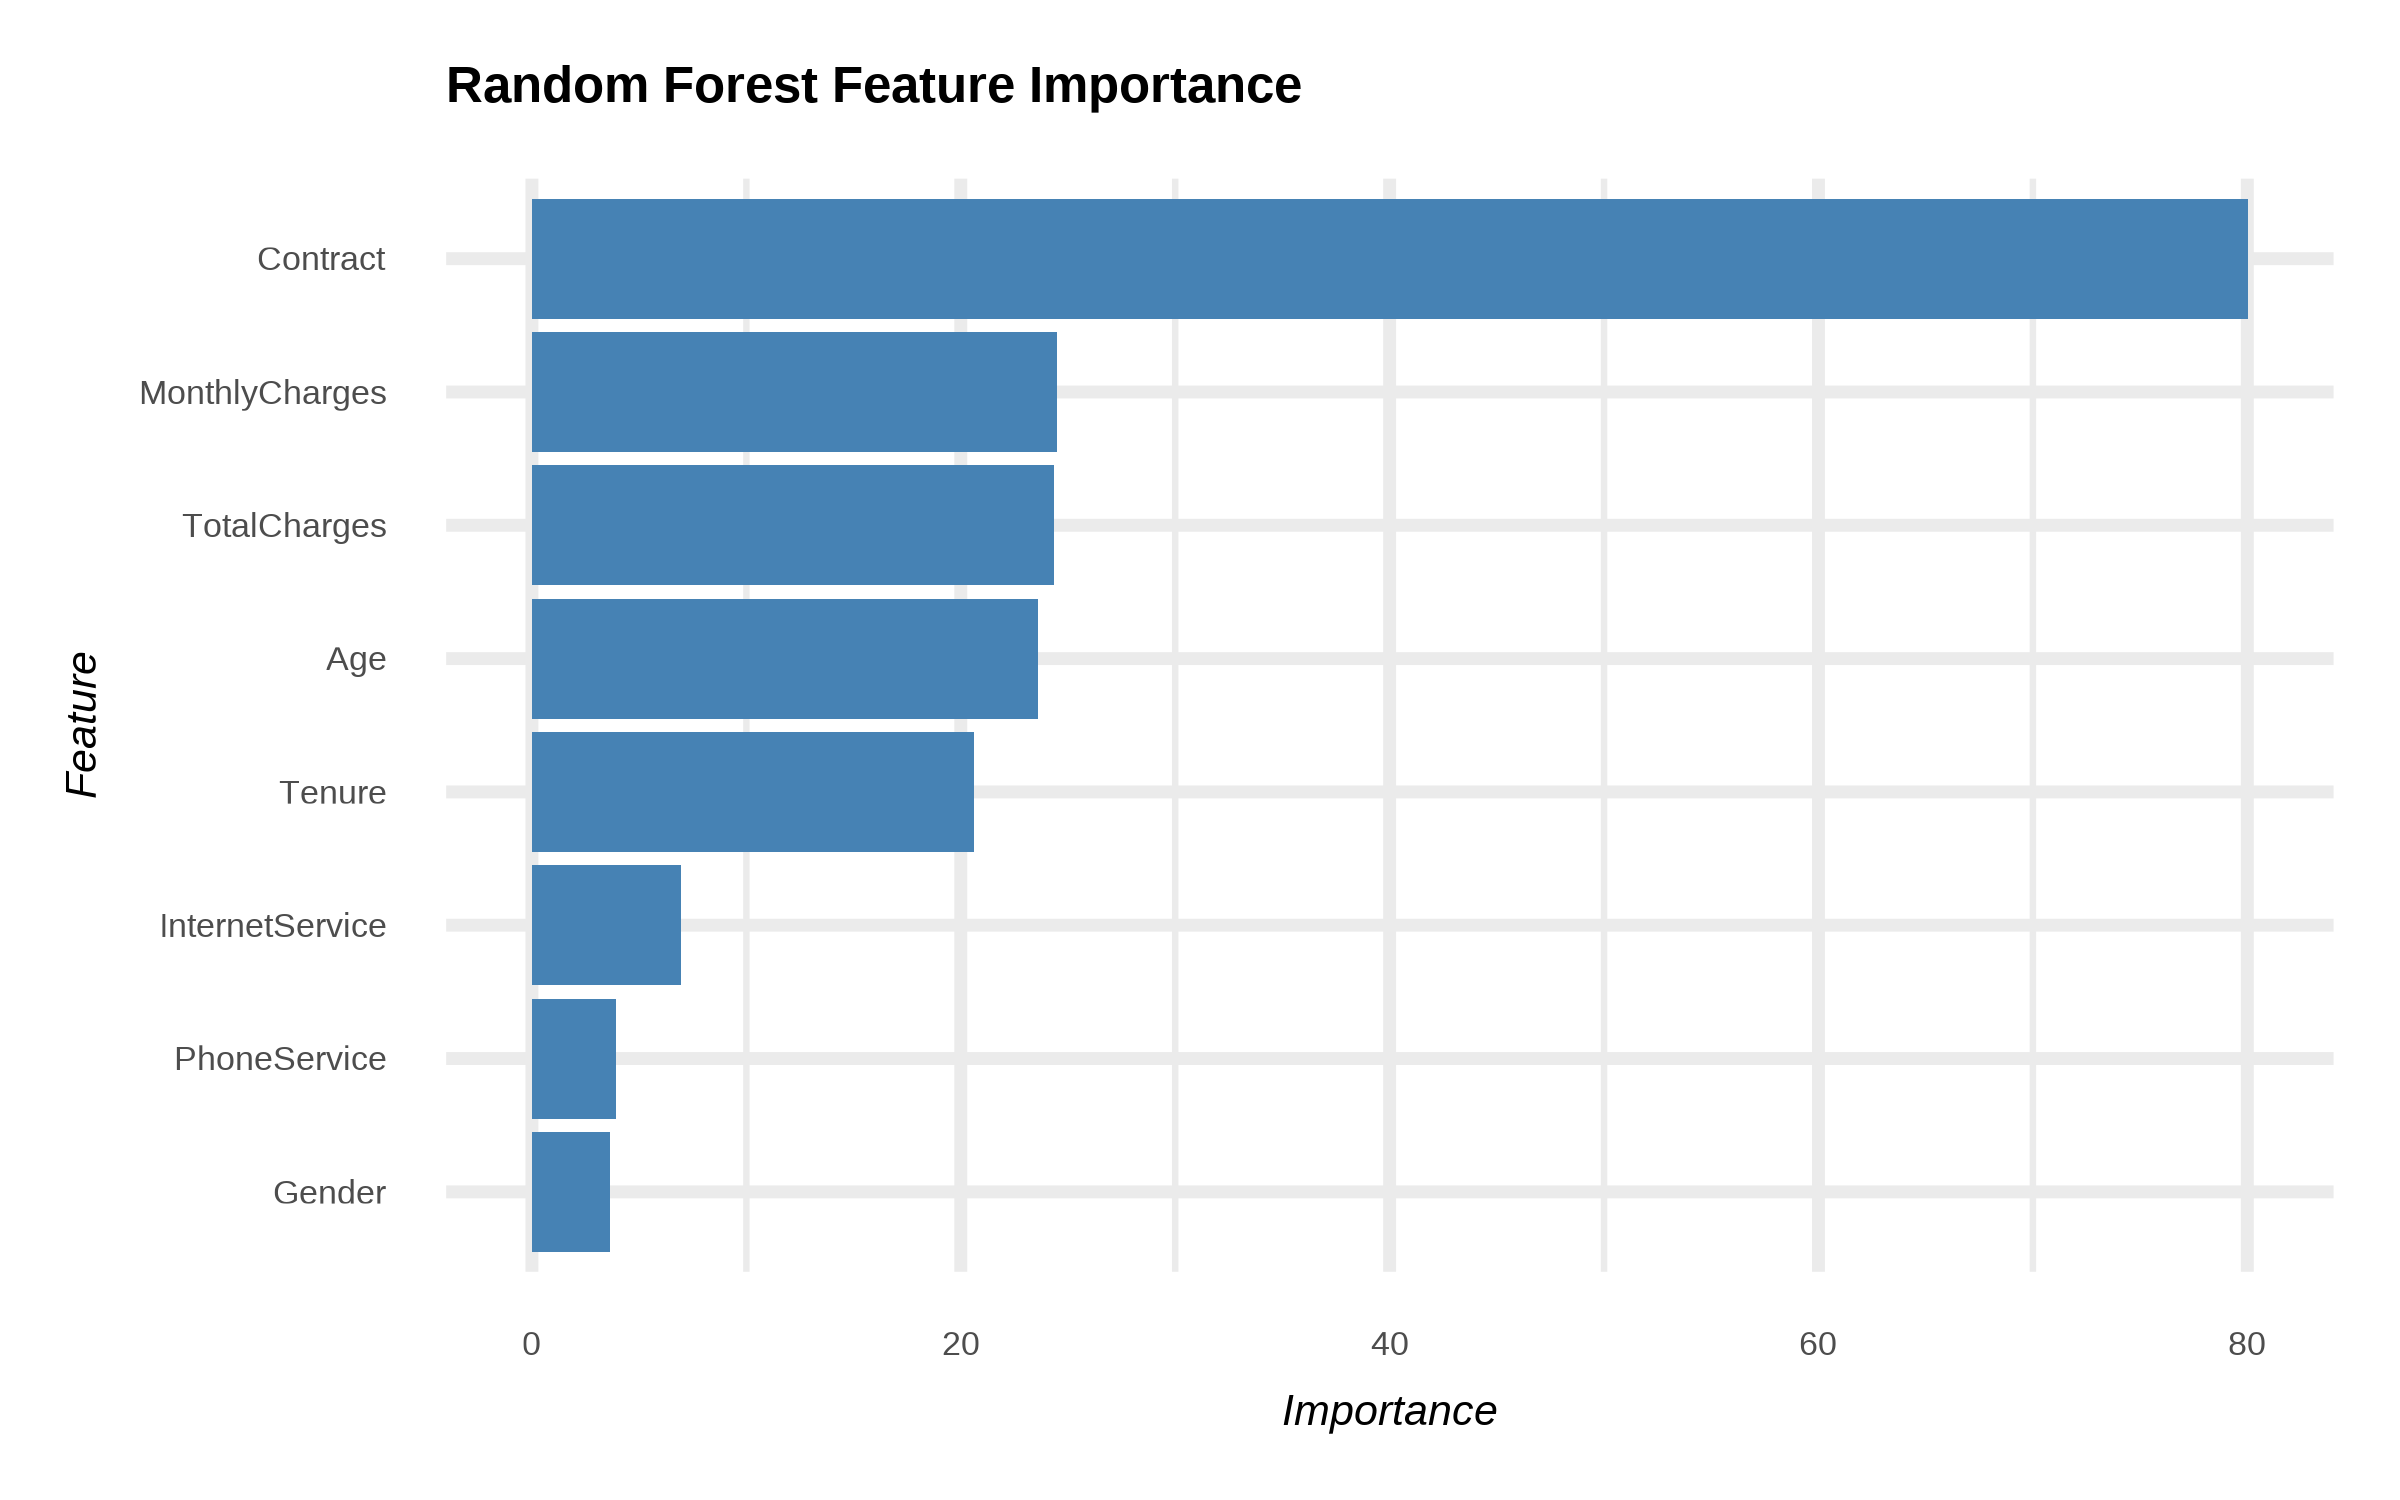 Random Forest Feature Importance
Contract
MonthlyCharges
TotalCharges
Age
Tenure
InternetService
PhoneService
Gender
Feature
0 20 40 60 80
Importance